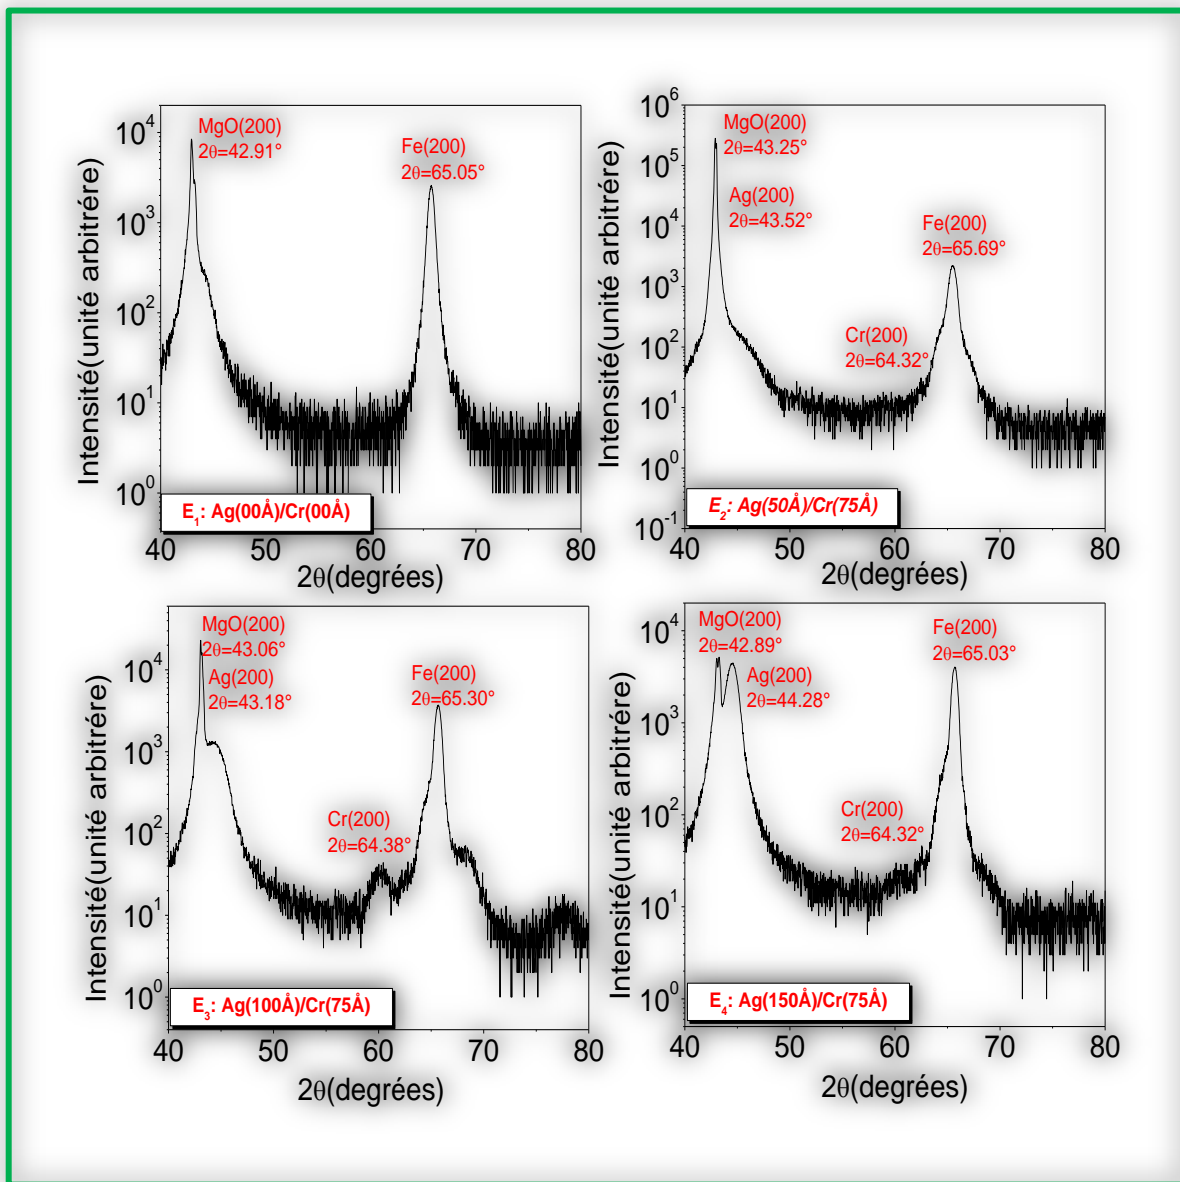 10^4
10^3
10^2
10^1
10^0
Intensité(unité arbitrére)
MgO(200)
2θ=42.91°
Fe(200)
2θ=65.05°
E_1: Ag(00Å)/Cr(00Å)
40 50 60 70 80
2θ(degrées)
10^6
10^5
10^4
10^3
10^2
10^1
10^0
10^-1
Intensité(unité arbitrére)
MgO(200)
2θ=43.25°
Ag(200)
2θ=43.52°
Fe(200)
2θ=65.69°
Cr(200)
2θ=64.32°
E_2: Ag(50Å)/Cr(75Å)
40 50 60 70 80
2θ(degrées)
10^4
10^3
10^2
10^1
10^0
Intensité(unité arbitrére)
MgO(200)
2θ=43.06°
Ag(200)
2θ=43.18°
Fe(200)
2θ=65.30°
Cr(200)
2θ=64.38°
E_3: Ag(100Å)/Cr(75Å)
40 50 60 70 80
2θ(degrées)
10^4
10^3
10^2
10^1
10^0
Intensité(unité arbitrére)
MgO(200)
2θ=42.89°
Ag(200)
2θ=44.28°
Fe(200)
2θ=65.03°
Cr(200)
2θ=64.32°
E_4: Ag(150Å)/Cr(75Å)
40 50 60 70 80
2θ(degrées)